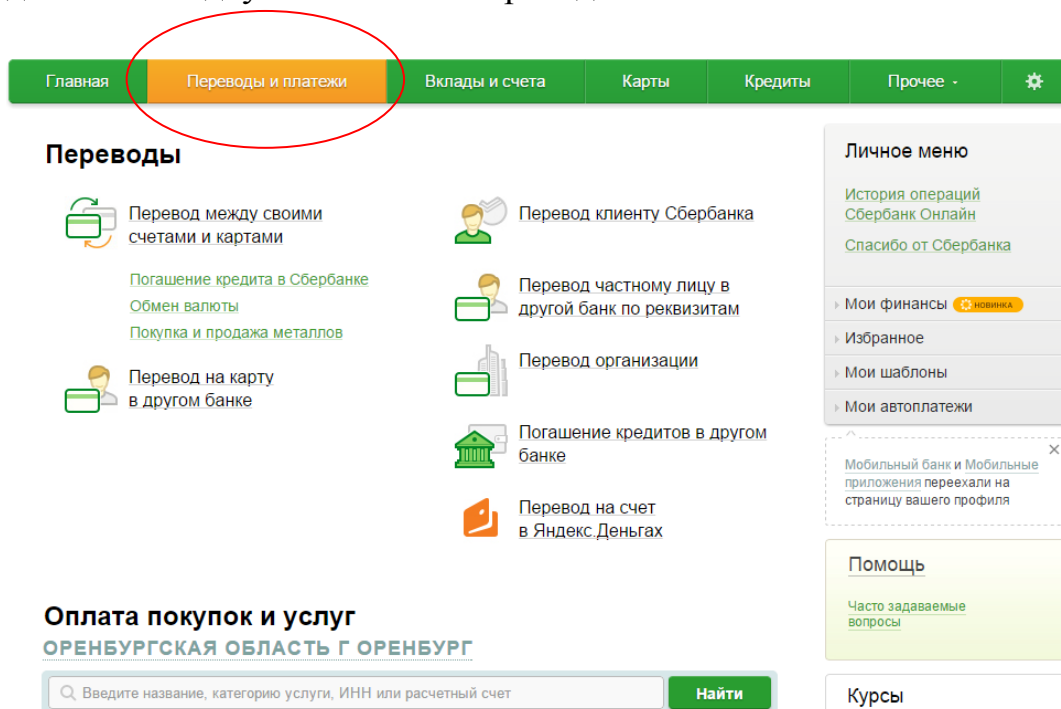 Главная Переводы и платежи Вклады и счета Карты Кредиты Прочее
Переводы
Перевод между своими
счетами и картами
Погашение кредита в Сбербанке
Обмен валюты
Покупка и продажа металлов
Перевод на карту
в другом банке
Перевод клиенту Сбербанка
Перевод частному лицу в
другой банк по реквизитам
Перевод организации
Погашение кредитов в другом
банке
Перевод на счет
в Яндекс.Деньгах
Оплата покупок и услуг
ОРЕНБУРГСКАЯ ОБЛАСТЬ Г ОРЕНБУРГ
Введите название, категорию услуги, ИНН или расчетный счет
Найти
Личное меню
История операций
Сбербанк Онлайн
Спасибо от Сбербанка
Мои финансы НОВИНКА
Избранное
Мои шаблоны
Мои автоплатежи
Мобильный банк и Мобильные
приложения переехали на
страницу вашего профиля
Помощь
Часто задаваемые
вопросы
Курсы